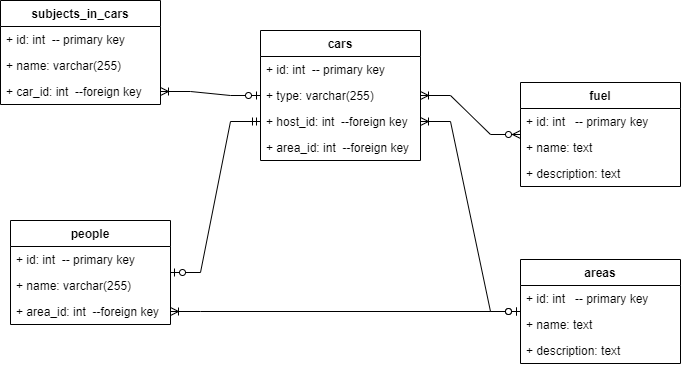 subjects_in_cars
+ id: int -- primary key
+ name: varchar(255)
+ car_id: int --foreign key
cars
+ id: int -- primary key
+ type: varchar(255)
+ host_id: int --foreign key
+ area_id: int --foreign key
fuel
+ id: int -- primary key
+ name: text
+ description: text
people
+ id: int -- primary key
+ name: varchar(255)
+ area_id: int --foreign key
areas
+ id: int -- primary key
+ name: text
+ description: text